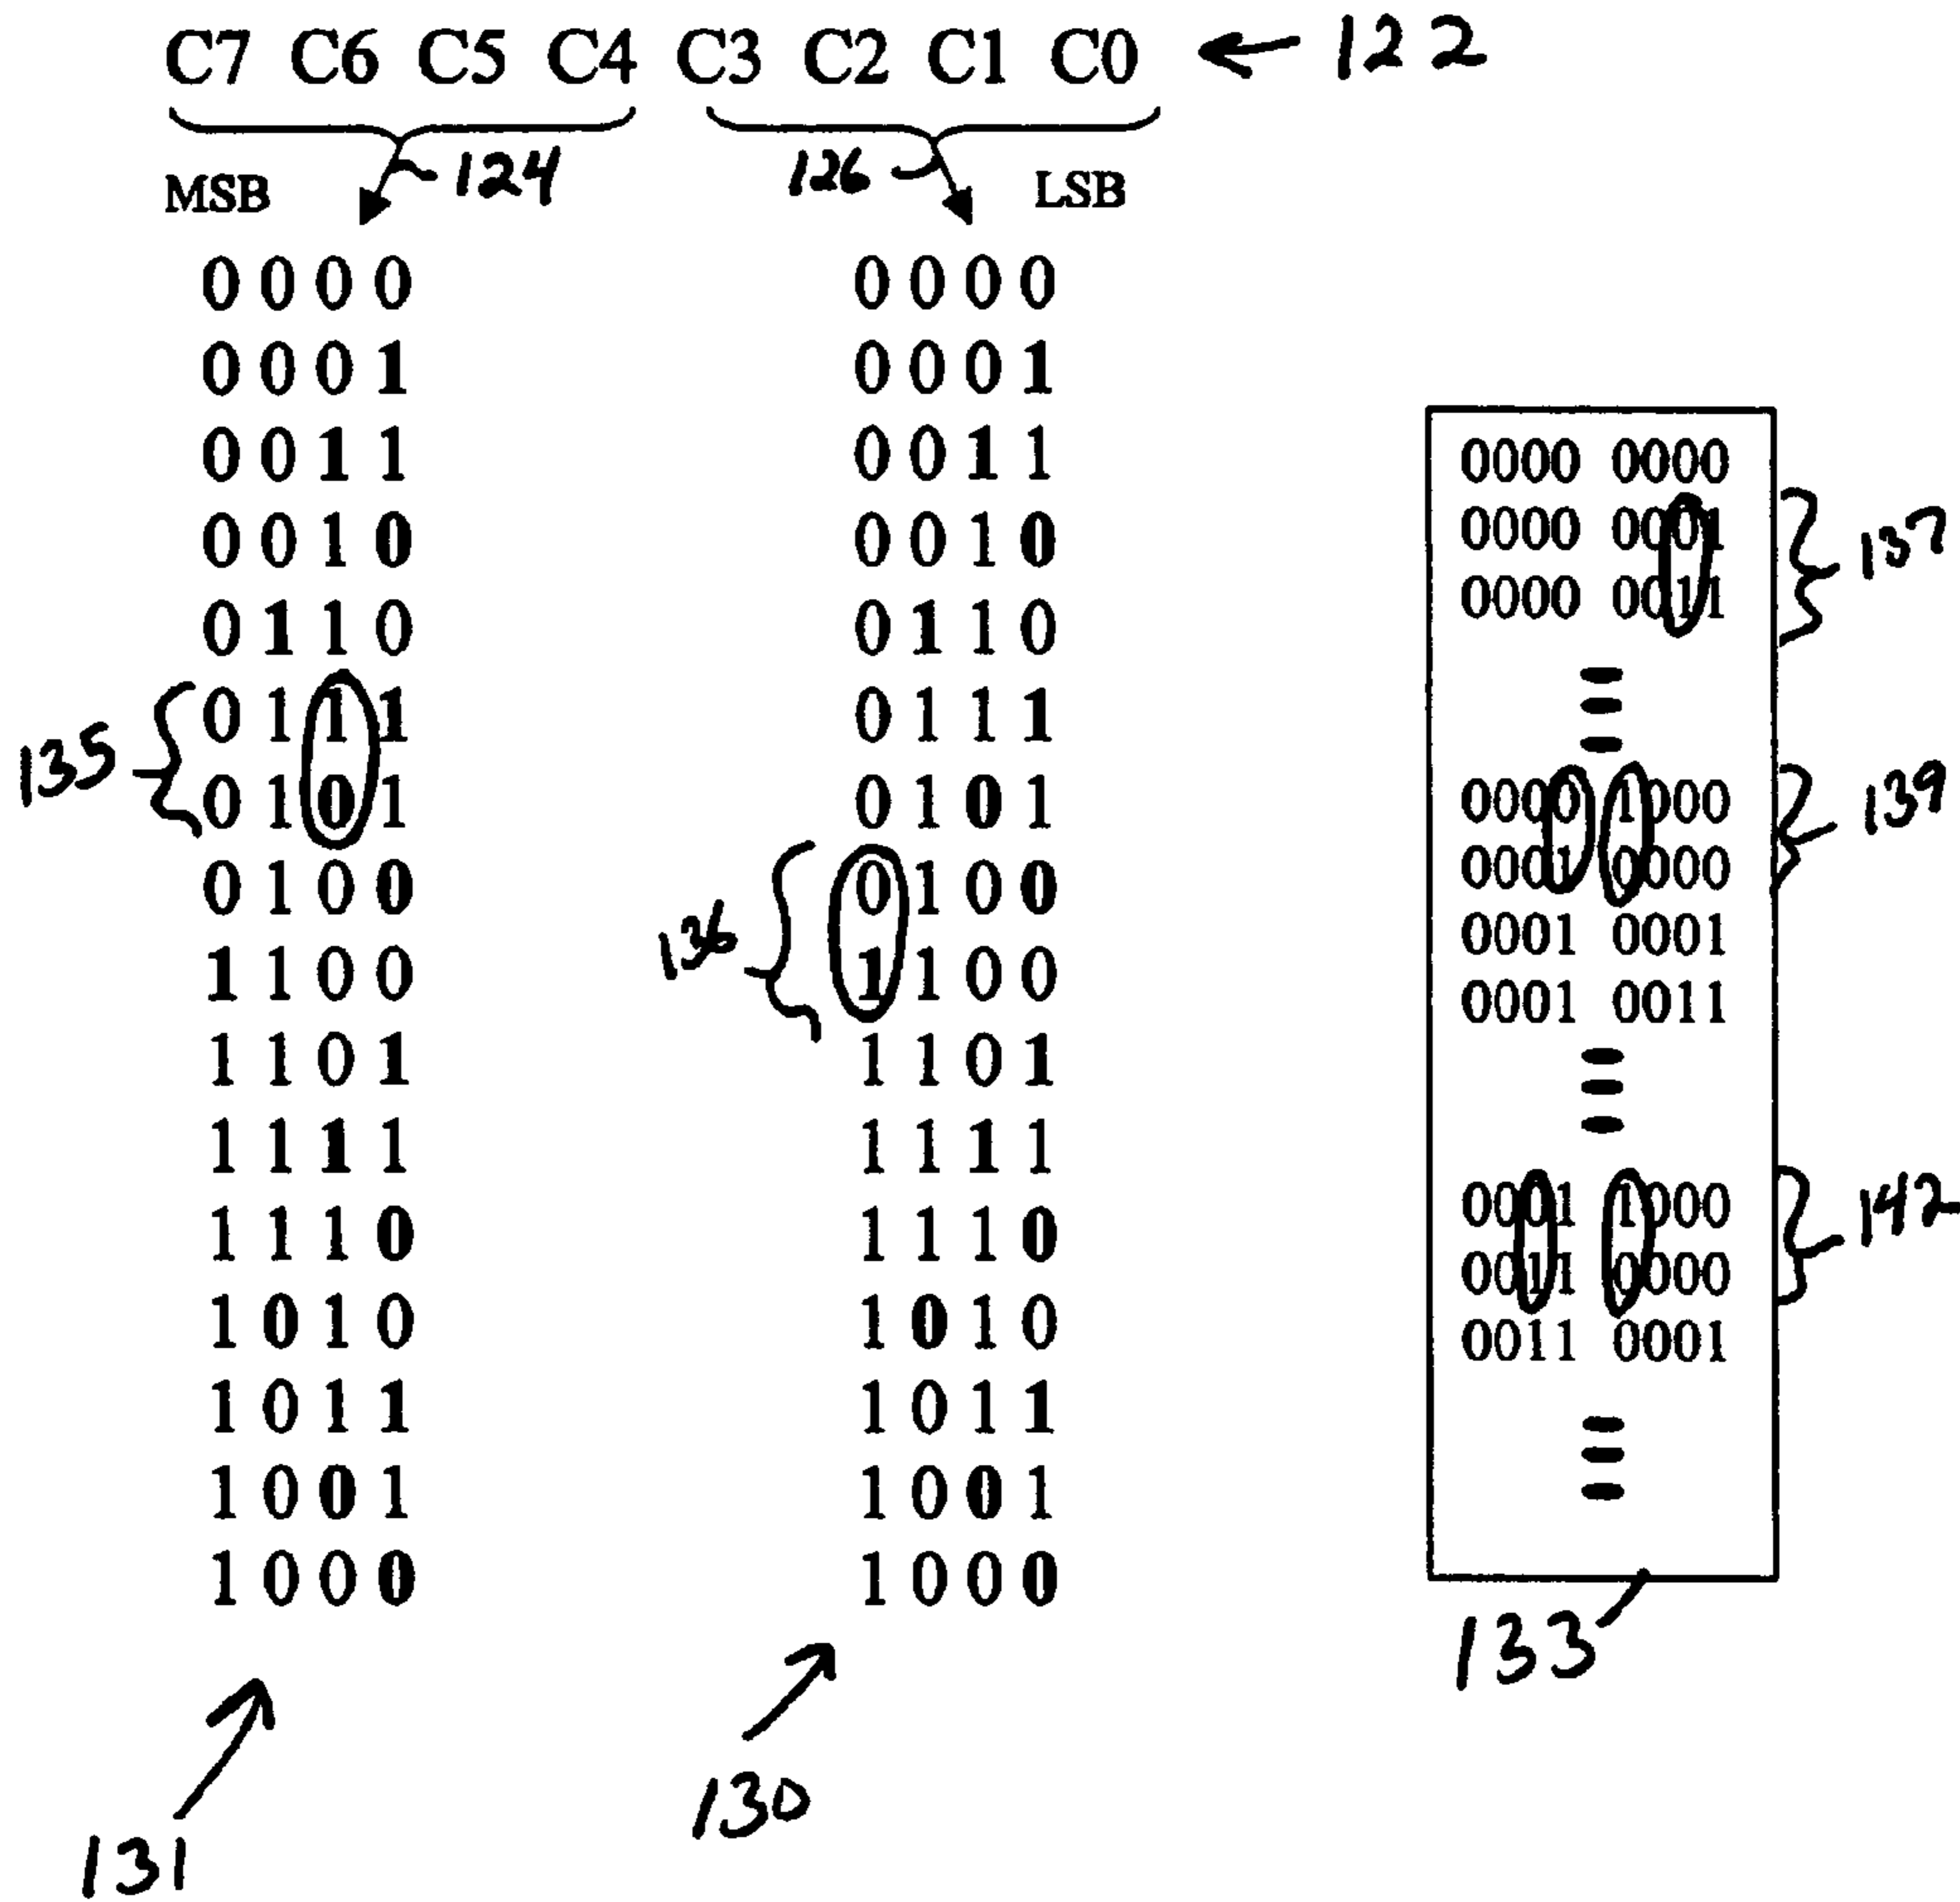 C7 C6 C5 C4 C3 C2 C1 C0 122
124 126
MSB LSB
0 0 0 0 0 0 0 0
0 0 0 1 0 0 0 1
0 0 1 1 0 0 1 1
0 0 1 0 0 0 1 0
0 1 1 0 0 1 1 0
0 1 1 1 0 1 1 1
135
0 1 0 1 0 1 0 1
0 1 0 0 0 1 0 0
136
1 1 0 0 1 1 0 0
1 1 0 1 1 1 0 1
1 1 1 1 1 1 1 1
1 1 1 0 1 1 1 0
1 0 1 0 1 0 1 0
1 0 1 1 1 0 1 1
1 0 0 1 1 0 0 1
1 0 0 0 1 0 0 0
131
130
0000 0000
0000 0001
137
0000 0011
0000 1000
139
0001 0000
0001 0001
0001 0011
0001 1000
142
0011 0000
0011 0001
133